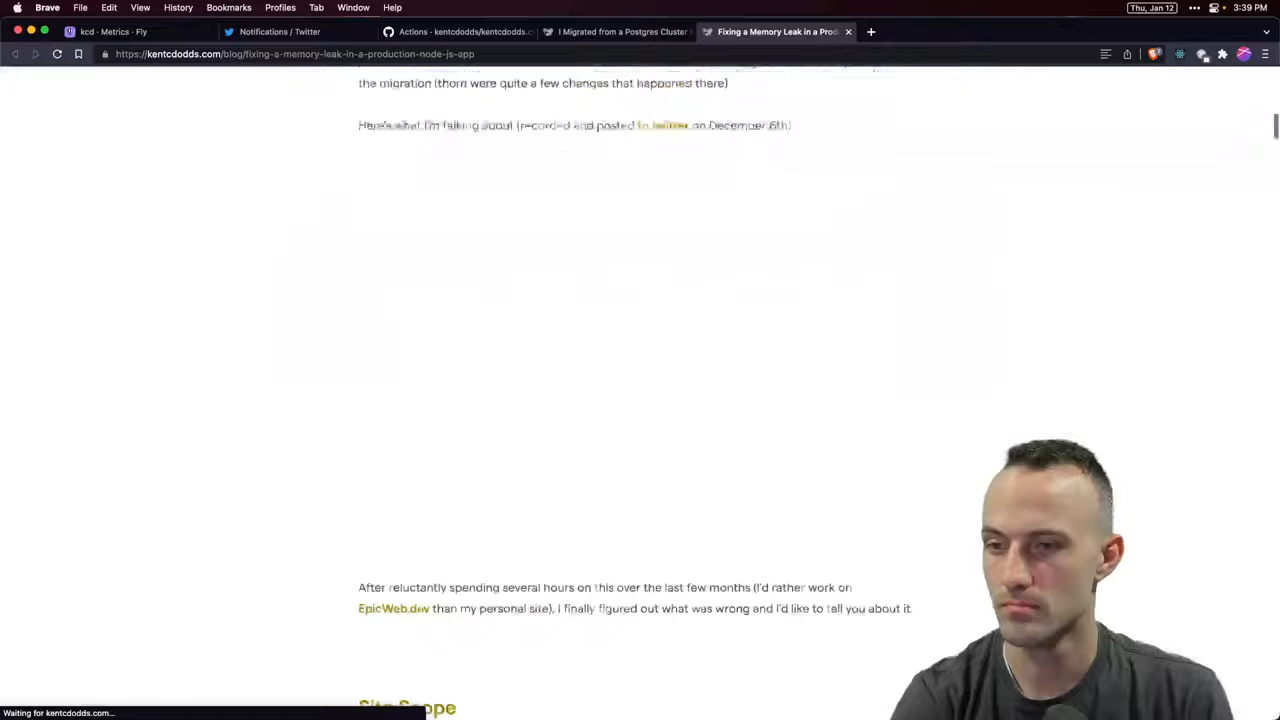 Brave File Edit View History Bookmarks Profiles Tab Window Help Thu, Jan 12 3:39 PM
kcd · Metrics · Fly Notifications / Twitter Actions · kentcdodds/kentcdodds.c I Migrated from a Postgres Cluster Fixing a Memory Leak in a Prod
https://kentcdodds.com/blog/fixing-a-memory-leak-in-a-production-node-js-app
the migration (there were quite a few changes that happened there)
Here's what I'm talking about (recorded and posted to twitter on December 6th)
After reluctantly spending several hours on this over the last few months (I'd rather work on
EpicWeb.dev than my personal site), I finally figured out what was wrong and I'd like to tell you about it.
Site Scope
Waiting for kentcdodds.com...